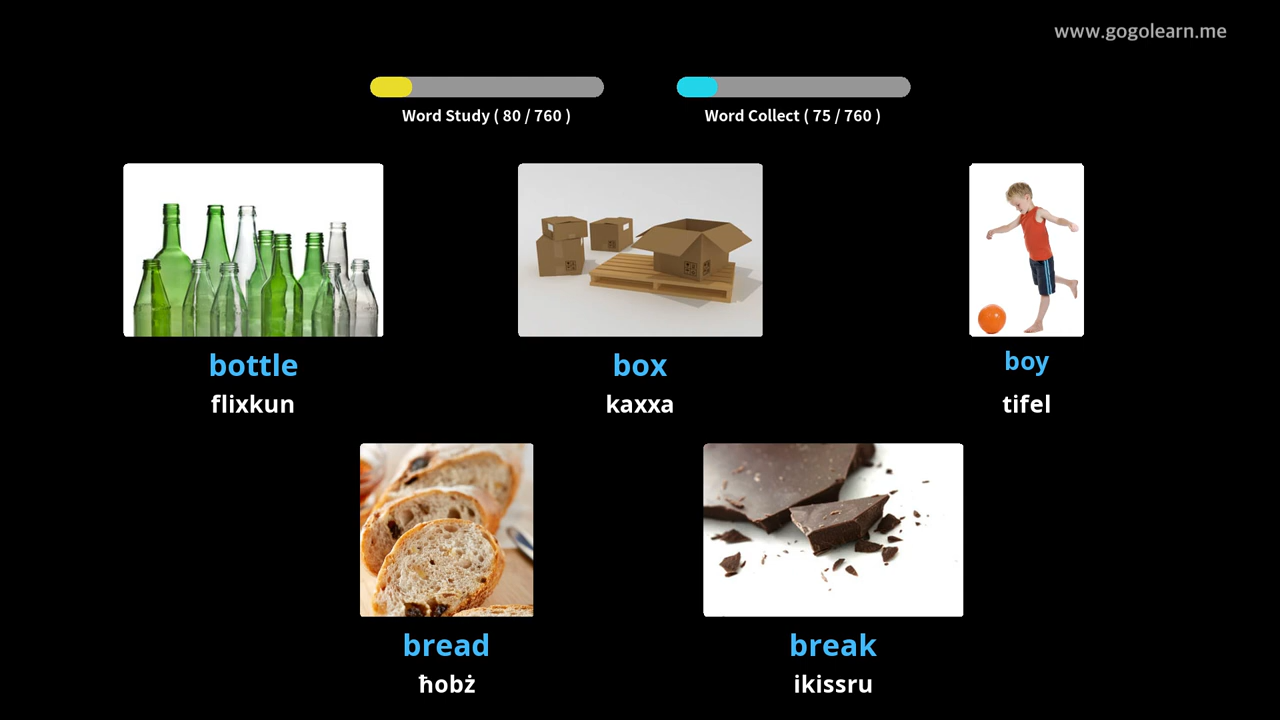 www.gogolearn.me
Word Study ( 80 / 760 )
Word Collect ( 75 / 760 )
bottle
flixkun
box
kaxxa
boy
tifel
bread
ħobż
break
ikissru